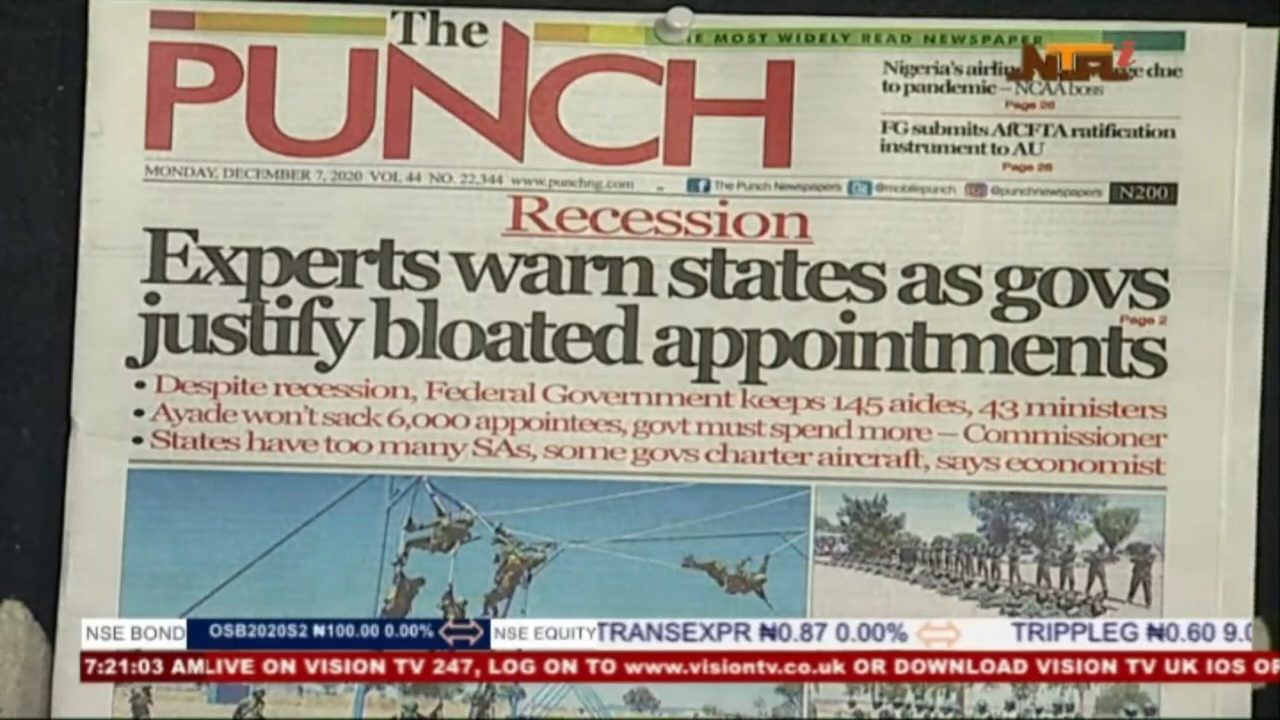 The
PUNCH
E MOST WIDELY READ NEWSPAPER
NTAi
Nigeria's due
to pandemic – NCAA boss
Page 26
FG submits AfCFTA ratification
instrument to AU
Page 28
MONDAY, DECEMBER 7, 2020 VOL 44 NO. 22,344 www.punchng.com
The Punch Newspapers @mobilepunch @punchnewspapers N200
Recession
Experts warn states as govs
Page 2
justify bloated appointments
• Despite recession, Federal Government keeps 145 aides, 43 ministers
• Ayade won't sack 6,000 appointees, govt must spend more – Commissioner
• States have too many SAs, some govs charter aircraft, says economist
NSE BOND OSB2020S2 ₦100.00 0.00% NSE EQUITY TRANSEXPR ₦0.87 0.00% TRIPPLEG ₦0.60 9.0
7:21:03 AM LIVE ON VISION TV 247, LOG ON TO www.visiontv.co.uk OR DOWNLOAD VISION TV UK IOS OR